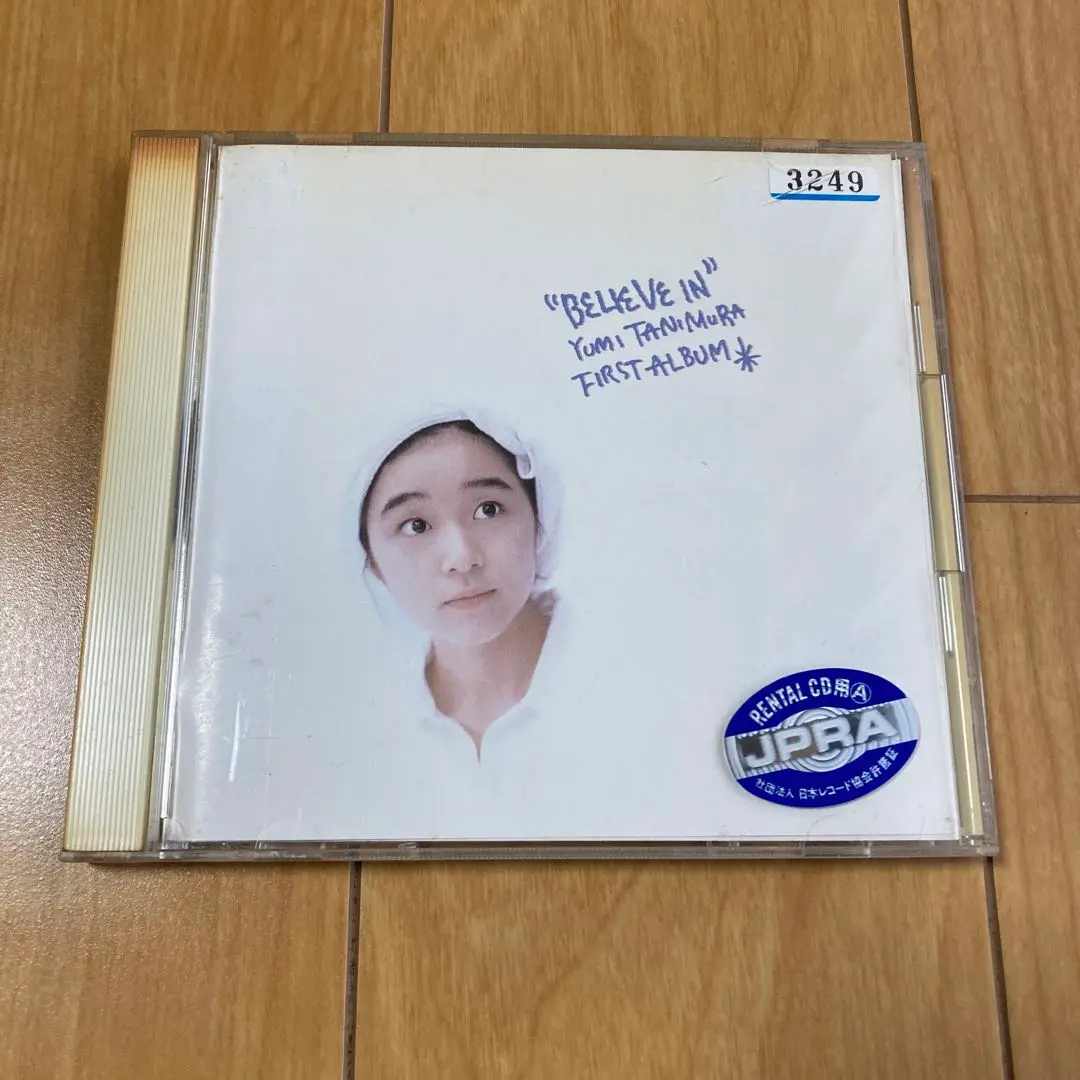 3249
“BELIEVE IN”
YUMI TANIMURA
FIRST ALBUM*
RENTAL CD用Ⓐ
JPRA
社団法人 日本レコード協会許諾証